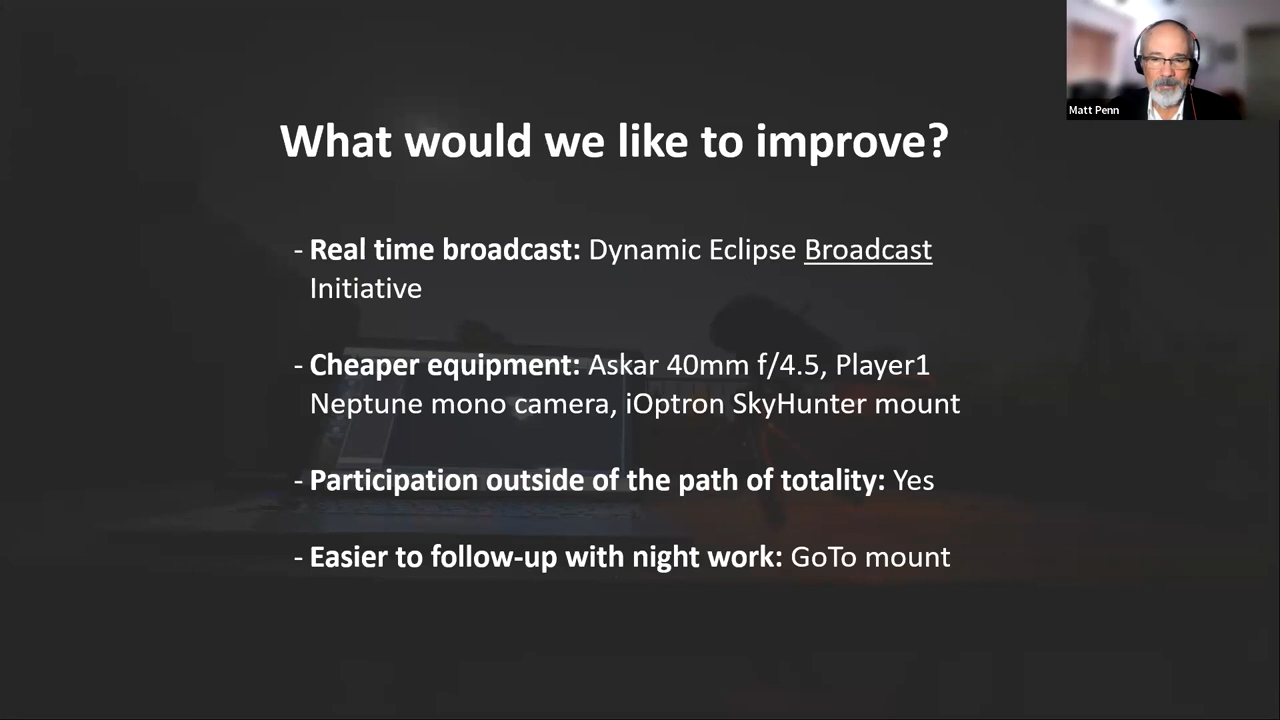 Matt Penn
What would we like to improve?
- Real time broadcast: Dynamic Eclipse Broadcast
Initiative
- Cheaper equipment: Askar 40mm f/4.5, Player1
Neptune mono camera, iOptron SkyHunter mount
- Participation outside of the path of totality: Yes
- Easier to follow-up with night work: GoTo mount